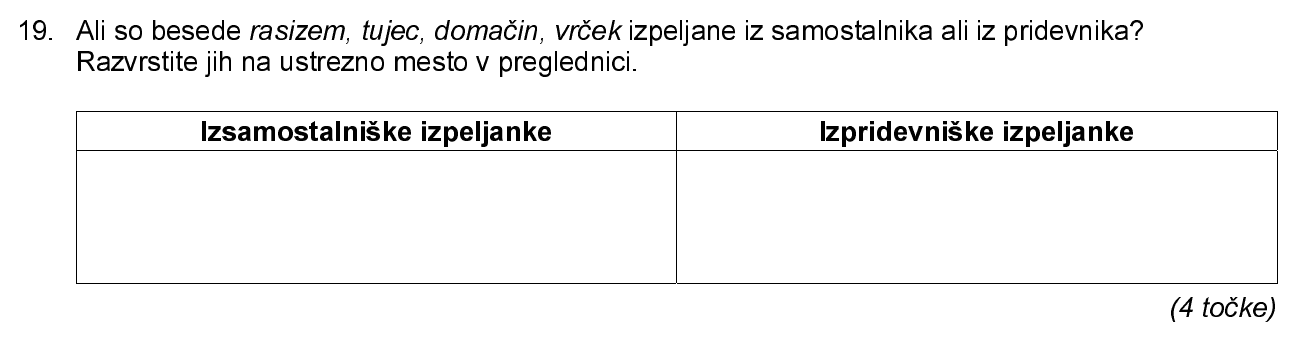 19. Ali so besede rasizem, tujec, domačin, vrček izpeljane iz samostalnika ali iz pridevnika?
Razvrstite jih na ustrezno mesto v preglednici.
Izsamostalniške izpeljanke Izpridevniške izpeljanke
(4 točke)